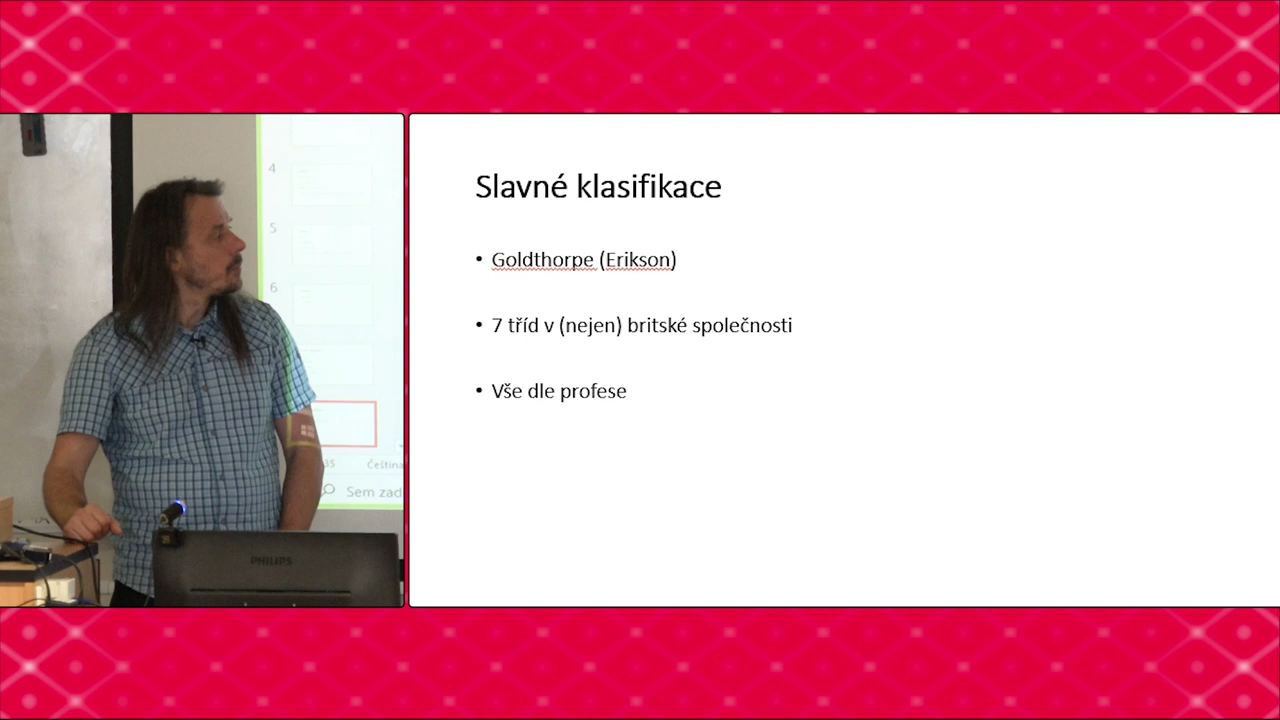 4
5
6
35
Čeština
Sem zad
PHILIPS
Slavné klasifikace
• Goldthorpe (Erikson)
• 7 tříd v (nejen) britské společnosti
• Vše dle profese